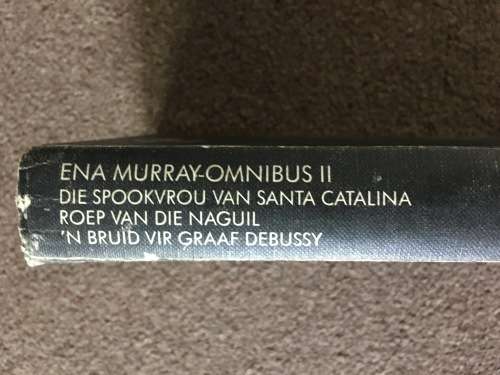 ENA MURRAY-OMNIBUS II
DIE SPOOKVROU VAN SANTA CATALINA
ROEP VAN DIE NAGUIL
'N BRUID VIR GRAAF DEBUSSY